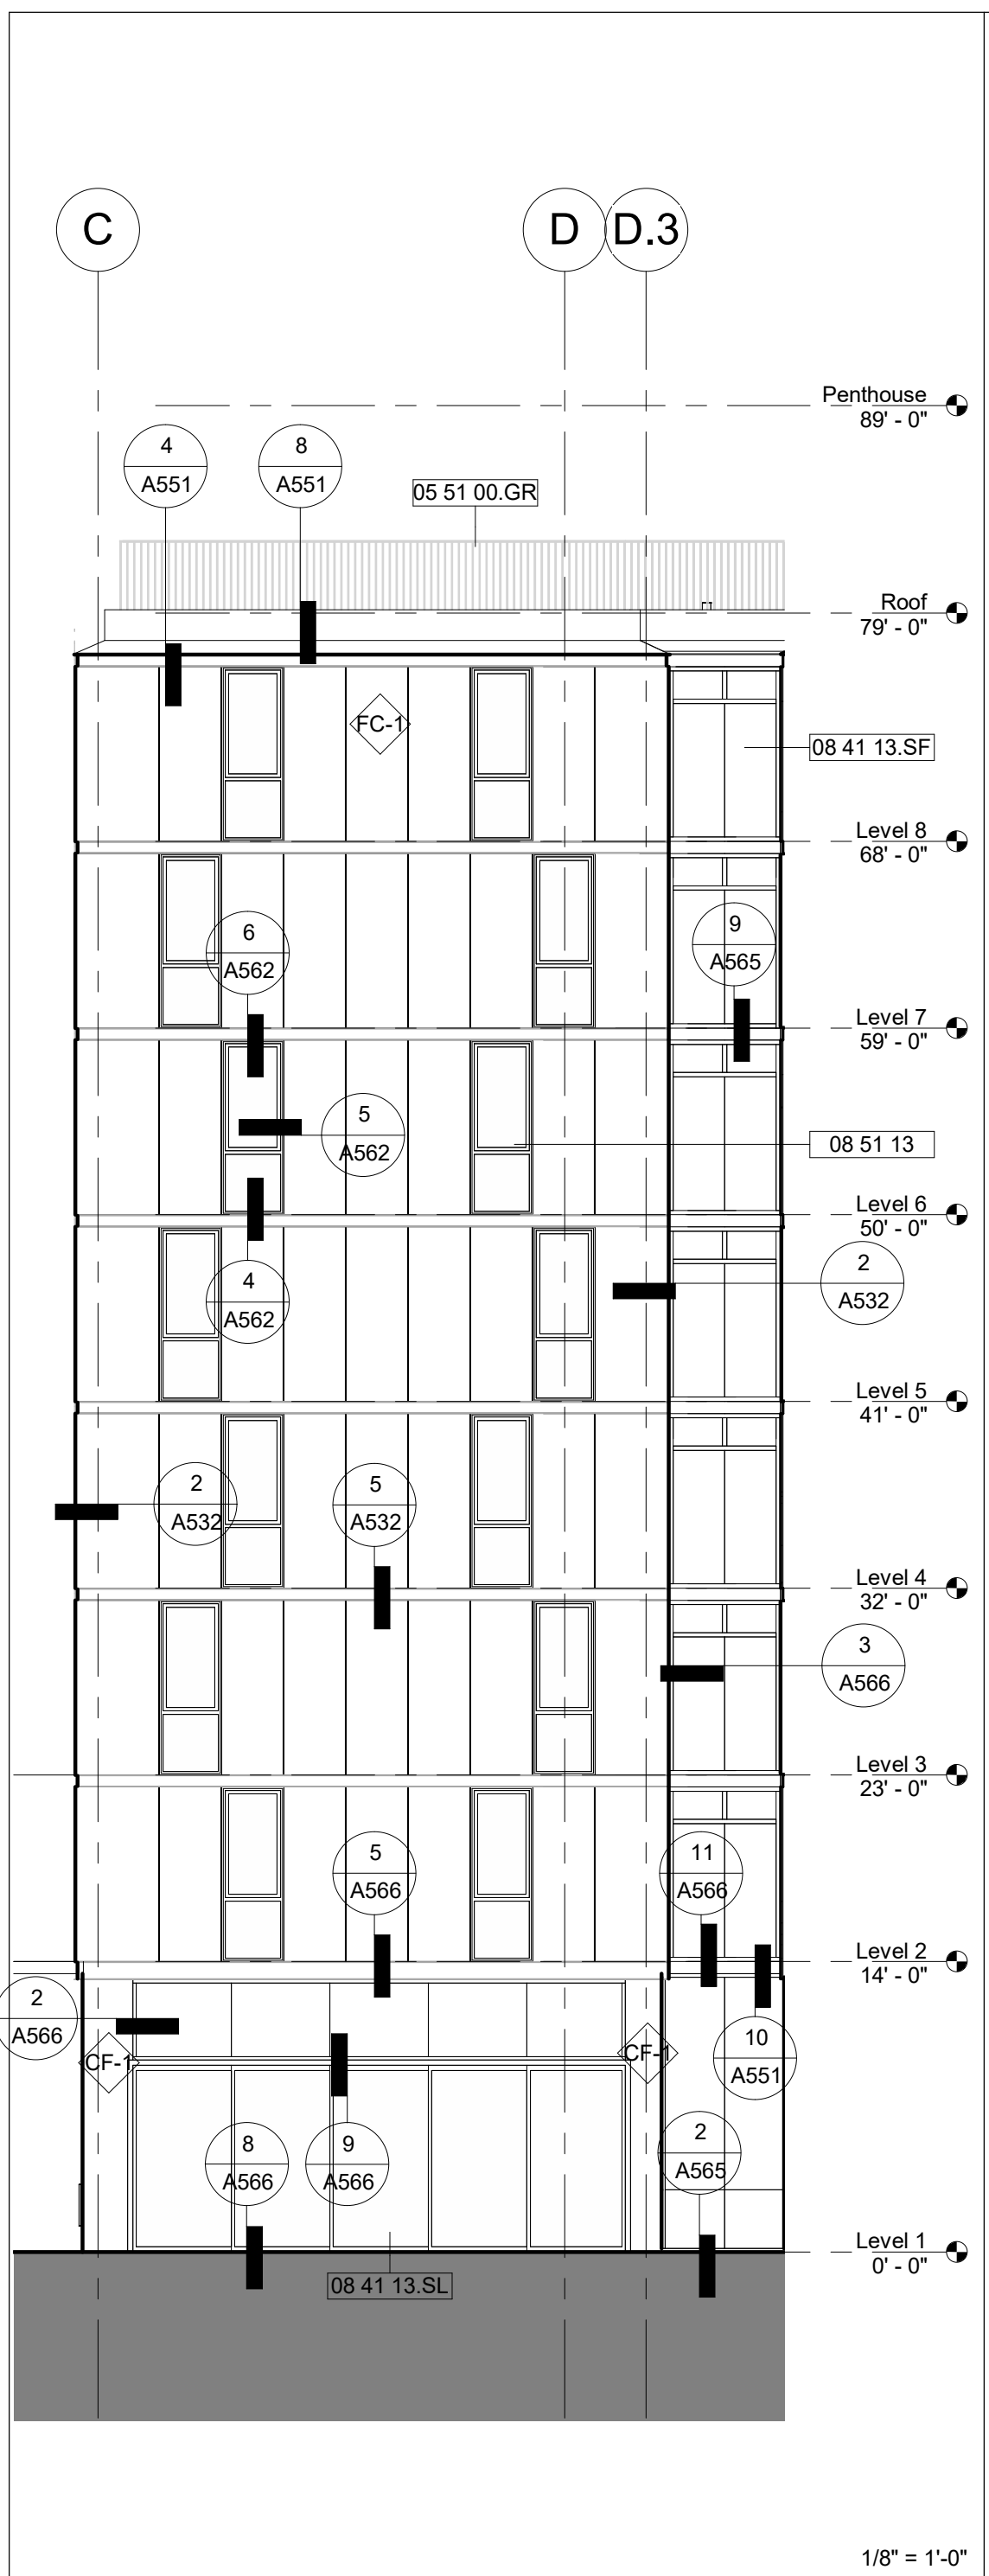 C
D
D.3
Penthouse
89' - 0"
4
A551
8
A551
05 51 00.GR
Roof
79' - 0"
FC-1
08 41 13.SF
Level 8
68' - 0"
6
A562
9
A565
Level 7
59' - 0"
5
A562
08 51 13
Level 6
50' - 0"
4
A562
2
A532
Level 5
41' - 0"
2
A532
5
A532
Level 4
32' - 0"
3
A566
Level 3
23' - 0"
5
A566
11
A566
Level 2
14' - 0"
2
A566
CF-1
CF-1
10
A551
8
A566
9
A566
2
A565
Level 1
0' - 0"
08 41 13.SL
1/8" = 1'-0"